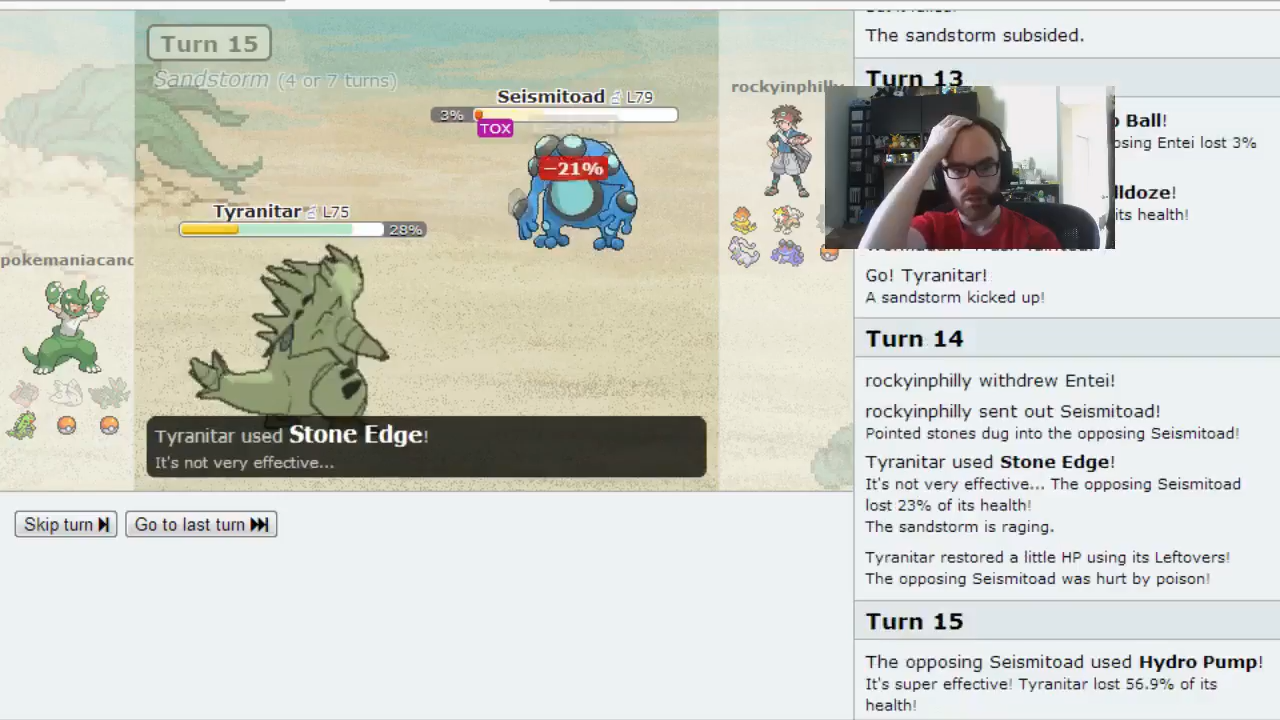 Turn 15
Sandstorm (4 or 7 turns)
Seismitoad L79
3%
TOX
−21%
Tyranitar L75
28%
rockyinphilly
pokemaniacand
Tyranitar used Stone Edge!
It's not very effective...
Skip turn
Go to last turn
The sandstorm subsided.
Turn 13
Ball!
osing Entei lost 3%
lldoze!
its health!
Go! Tyranitar!
A sandstorm kicked up!
Turn 14
rockyinphilly withdrew Entei!
rockyinphilly sent out Seismitoad!
Pointed stones dug into the opposing Seismitoad!
Tyranitar used Stone Edge!
It's not very effective... The opposing Seismitoad
lost 23% of its health!
The sandstorm is raging.
Tyranitar restored a little HP using its Leftovers!
The opposing Seismitoad was hurt by poison!
Turn 15
The opposing Seismitoad used Hydro Pump!
It's super effective! Tyranitar lost 56.9% of its
health!